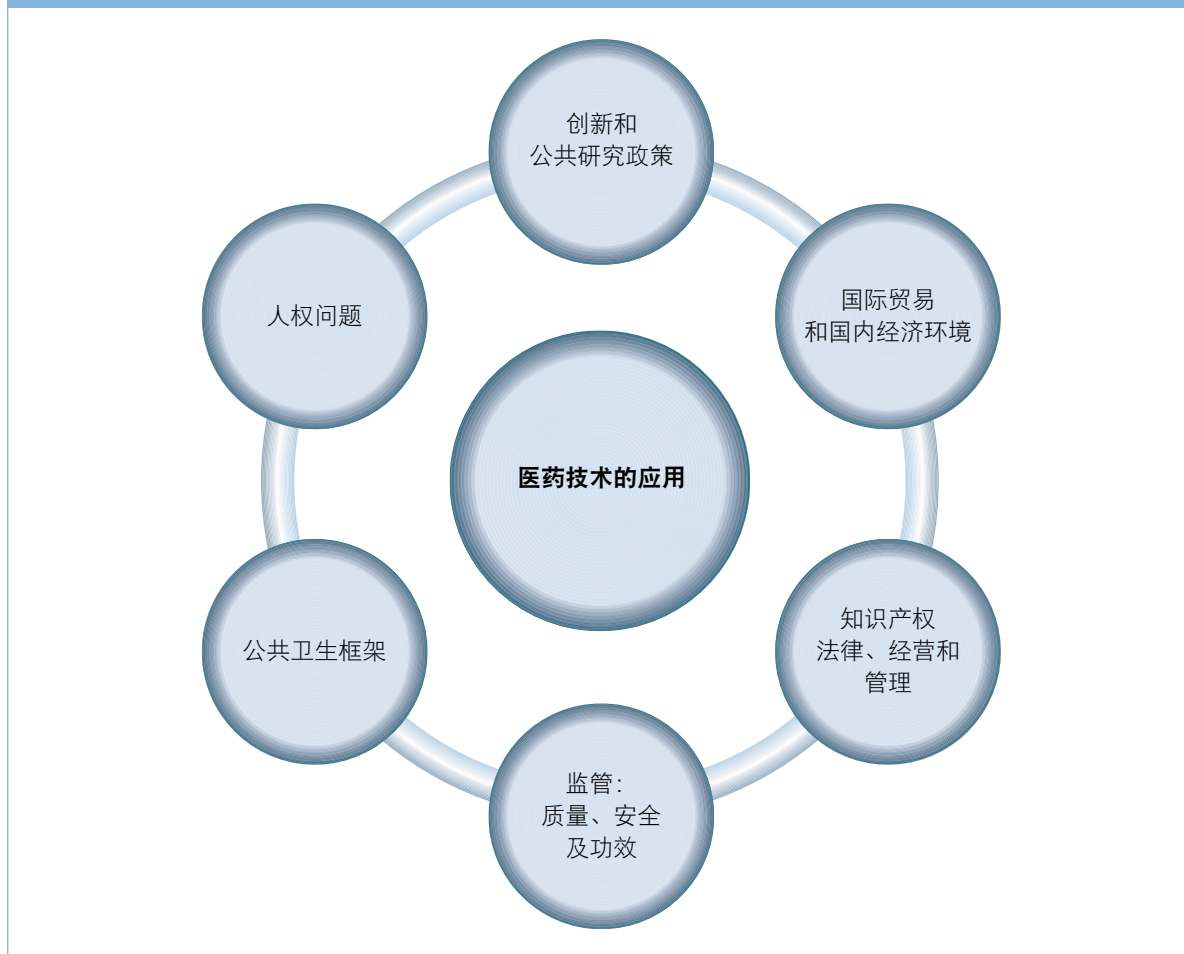 创新和
公共研究政策
人权问题
国际贸易
和国内经济环境
医药技术的应用
公共卫生框架
知识产权
法律、经营和
管理
监管：
质量、安全
及功效